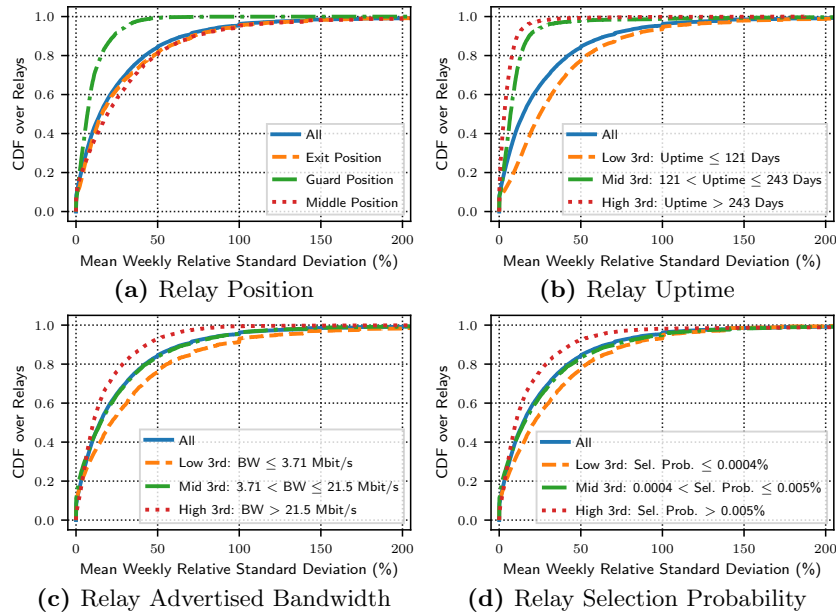 1.0
0.8
0.6
0.4
0.2
0.0
CDF over Relays
All
Exit Position
Guard Position
Middle Position
0 50 100 150 200
Mean Weekly Relative Standard Deviation (%)
(a) Relay Position
1.0
0.8
0.6
0.4
0.2
0.0
CDF over Relays
All
Low 3rd: Uptime ≤ 121 Days
Mid 3rd: 121 < Uptime ≤ 243 Days
High 3rd: Uptime > 243 Days
0 50 100 150 200
Mean Weekly Relative Standard Deviation (%)
(b) Relay Uptime
1.0
0.8
0.6
0.4
0.2
0.0
CDF over Relays
All
Low 3rd: BW ≤ 3.71 Mbit/s
Mid 3rd: 3.71 < BW ≤ 21.5 Mbit/s
High 3rd: BW > 21.5 Mbit/s
0 50 100 150 200
Mean Weekly Relative Standard Deviation (%)
(c) Relay Advertised Bandwidth
1.0
0.8
0.6
0.4
0.2
0.0
CDF over Relays
All
Low 3rd: Sel. Prob. ≤ 0.0004%
Mid 3rd: 0.0004 < Sel. Prob. ≤ 0.005%
High 3rd: Sel. Prob. > 0.005%
0 50 100 150 200
Mean Weekly Relative Standard Deviation (%)
(d) Relay Selection Probability